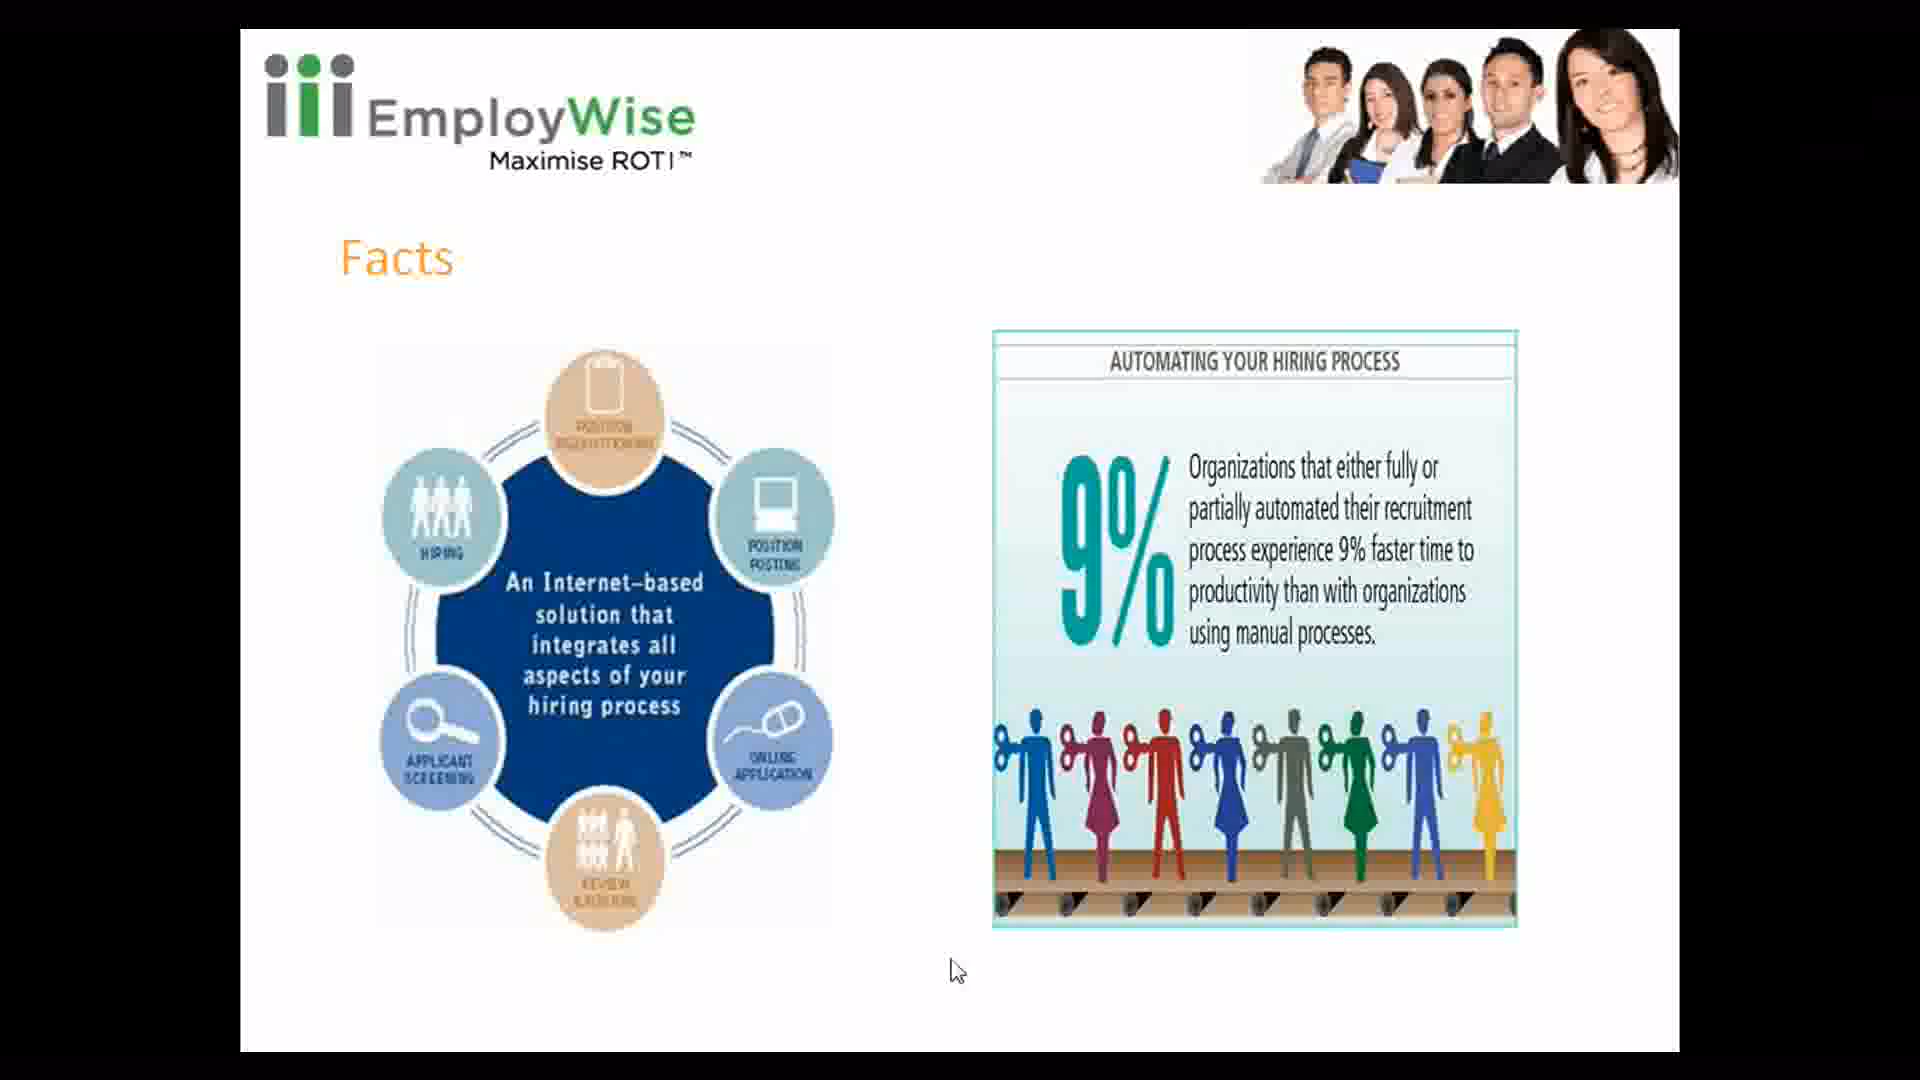 EmployWise
Maximise ROTI™
Facts
POSITION
HIRING
POSITION
POSTING
An Internet-based
solution that
integrates all
aspects of your
hiring process
APPLICANT
SCREENING
ONLINE
APPLICATION
REVIEW
AUTOMATING YOUR HIRING PROCESS
9%
Organizations that either fully or
partially automated their recruitment
process experience 9% faster time to
productivity than with organizations
using manual processes.